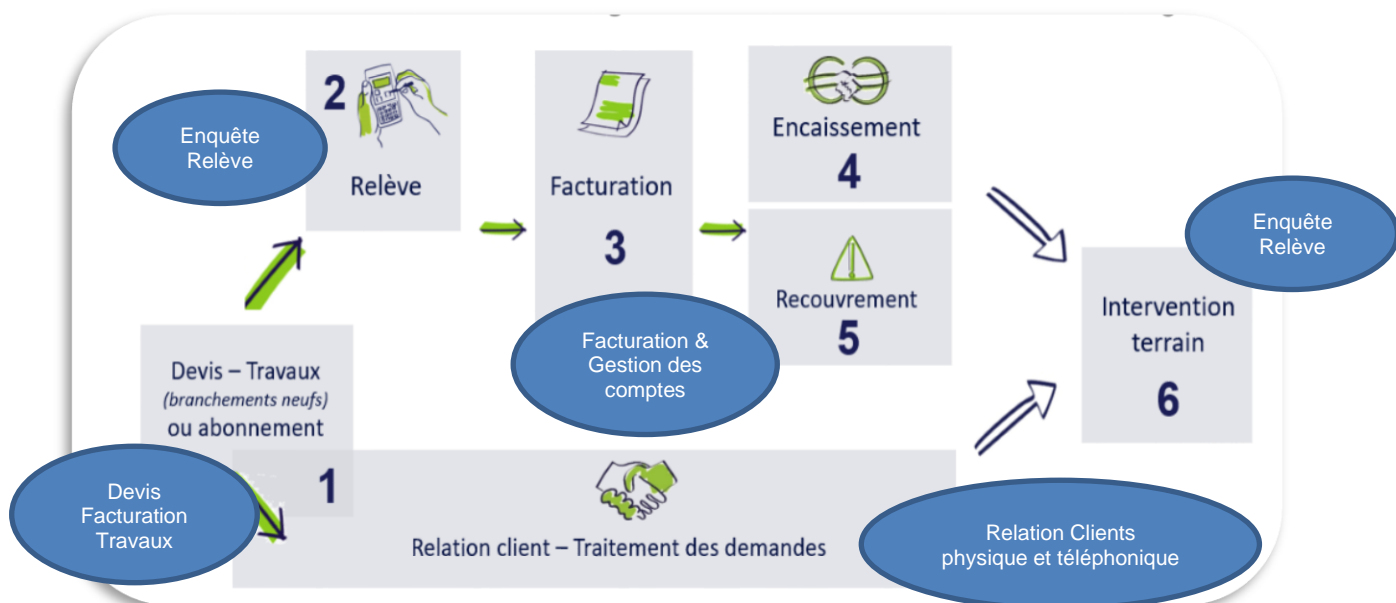 2
Relève
Enquête
Relève
Facturation
3
Encaissement
4
Recouvrement
5
Facturation &
Gestion des
comptes
Enquête
Relève
Intervention
terrain
6
Devis – Travaux
(branchements neufs)
ou abonnement
1
Devis
Facturation
Travaux
Relation client – Traitement des demandes
Relation Clients
physique et téléphonique